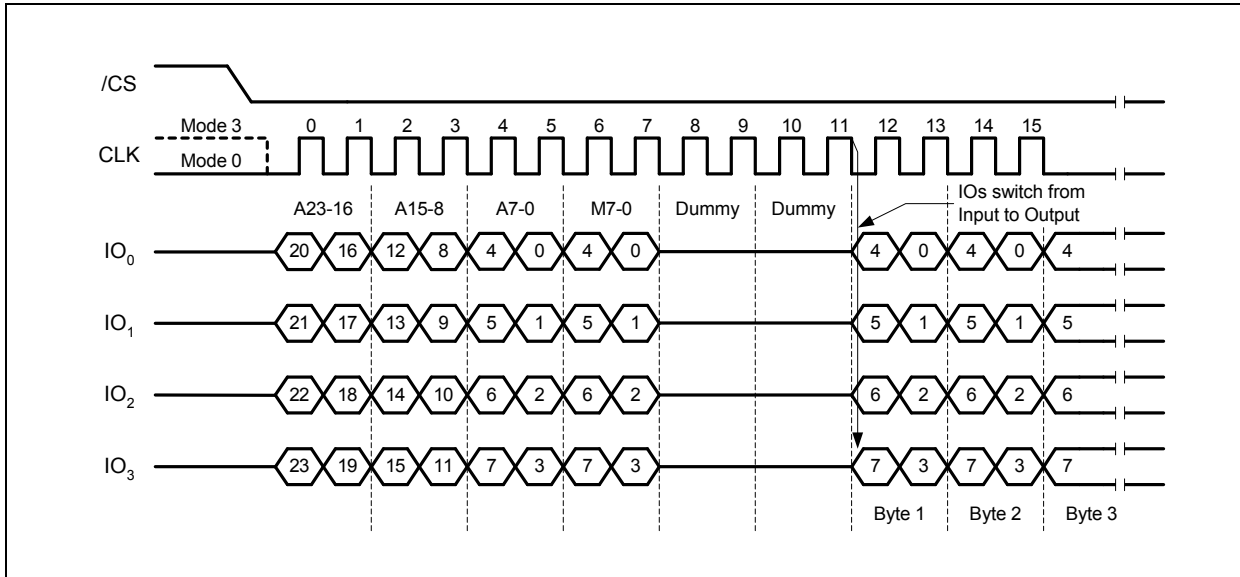 /CS
Mode 3 0 1 2 3 4 5 6 7 8 9 10 11 12 13 14 15
CLK
Mode 0
A23-16 A15-8 A7-0 M7-0 Dummy Dummy IOs switch from
Input to Output
IO0 20 16 12 8 4 0 4 0 4 0 4 0 4
IO1 21 17 13 9 5 1 5 1 5 1 5 1 5
IO2 22 18 14 10 6 2 6 2 6 2 6 2 6
IO3 23 19 15 11 7 3 7 3 7 3 7 3 7
Byte 1 Byte 2 Byte 3